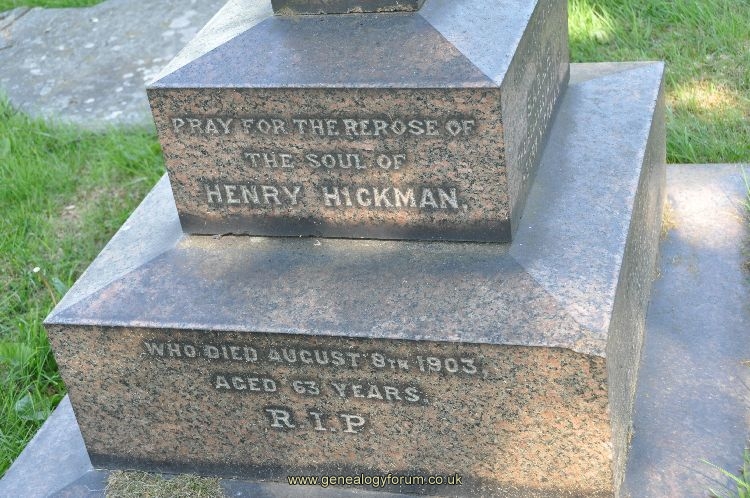 PRAY FOR THE REPOSE OF
THE SOUL OF
HENRY HICKMAN.
WHO DIED AUGUST 8TH 1903,
AGED 63 YEARS.
R.I.P.
www.genealogyforum.co.uk